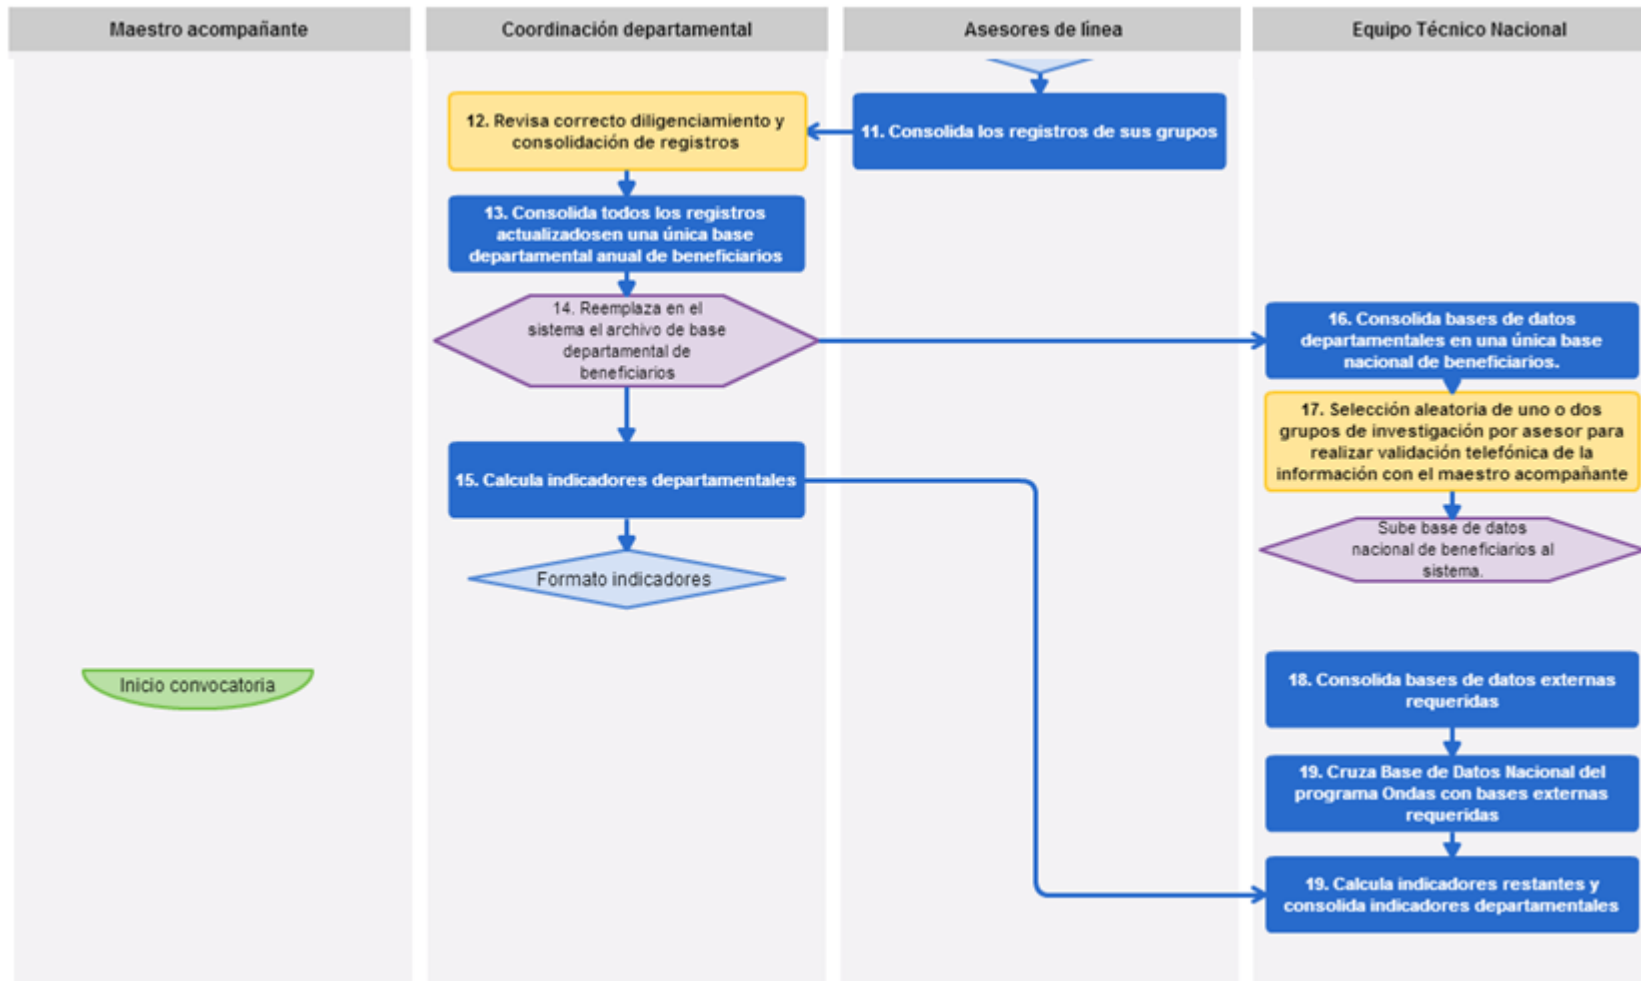 Maestro acompañante
Coordinación departamental
Asesores de línea
Equipo Técnico Nacional
12. Revisa correcto diligenciamiento y
consolidación de registros
11. Consolida los registros de sus grupos
13. Consolida todos los registros
actualizadosen una única base
departamental anual de beneficiarios
14. Reemplaza en el
sistema el archivo de base
departamental de
beneficiarios
16. Consolida bases de datos
departamentales en una única base
nacional de beneficiarios.
17. Selección aleatoria de uno o dos
grupos de investigación por asesor para
realizar validación telefónica de la
información con el maestro acompañante
15. Calcula indicadores departamentales
Sube base de datos
nacional de beneficiarios al
sistema.
Formato indicadores
Inicio convocatoria
18. Consolida bases de datos externas
requeridas
19. Cruza Base de Datos Nacional del
programa Ondas con bases externas
requeridas
19. Calcula indicadores restantes y
consolida indicadores departamentales